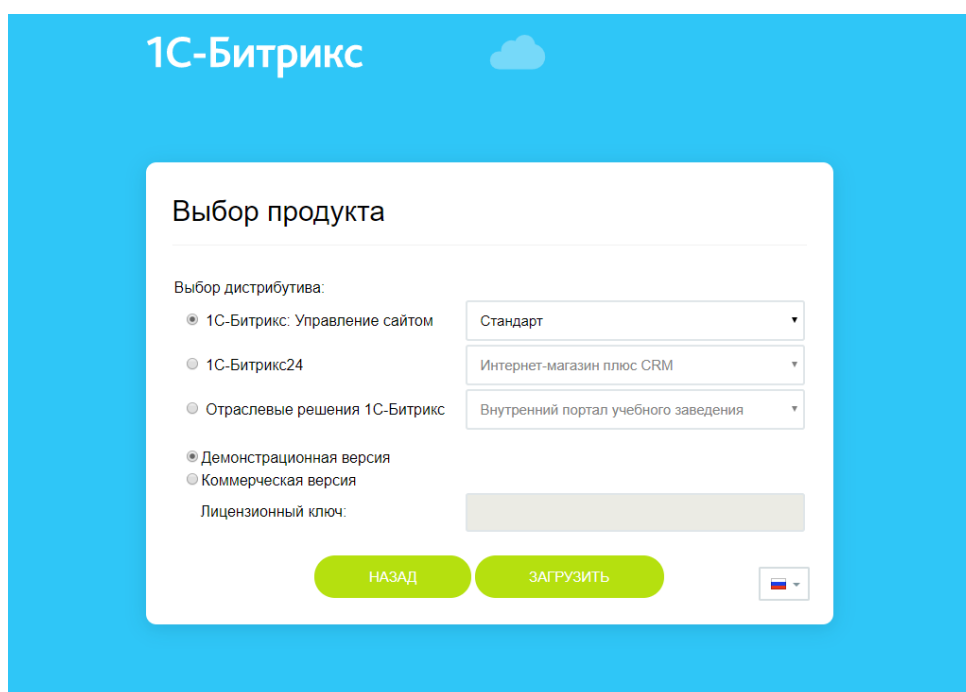 1С-Битрикс
Выбор продукта
Выбор дистрибутива:
1С-Битрикс: Управление сайтом Стандарт
1С-Битрикс24 Интернет-магазин плюс CRM
Отраслевые решения 1С-Битрикс Внутренний портал учебного заведения
Демонстрационная версия
Коммерческая версия
Лицензионный ключ:
НАЗАД ЗАГРУЗИТЬ